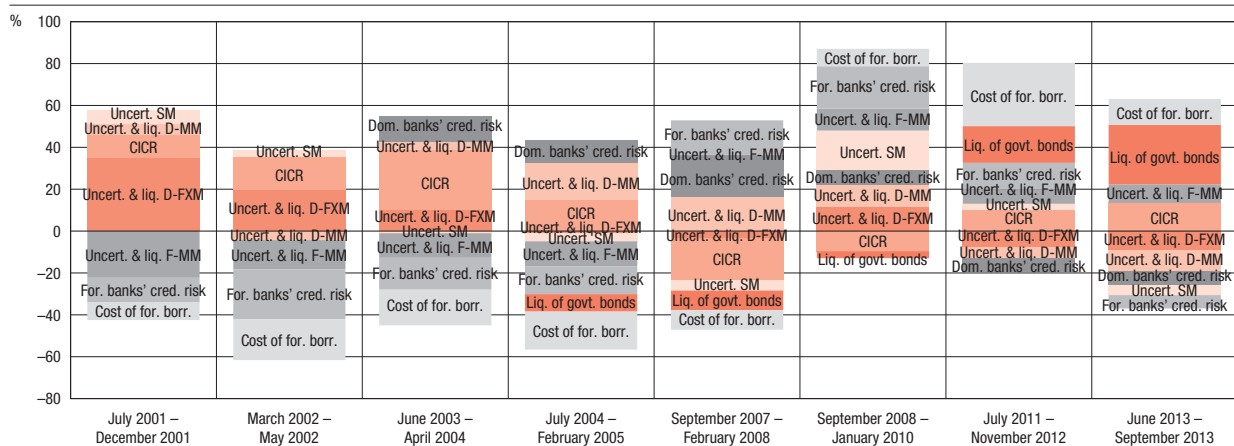 %
100
80
60
40
20
0
–20
–40
–60
–80
Uncert. SM
Uncert. & liq. D-MM
CICR
Uncert. & liq. D-FXM
Uncert. & liq. F-MM
For. banks' cred. risk
Cost of for. borr.
Uncert. SM
CICR
Uncert. & liq. D-FXM
Uncert. & liq. D-MM
Uncert. & liq. F-MM
For. banks' cred. risk
Cost of for. borr.
Dom. banks' cred. risk
Uncert. & liq. D-MM
CICR
Uncert. & liq. D-FXM
Uncert. SM
Uncert. & liq. F-MM
For. banks' cred. risk
Cost of for. borr.
Dom. banks' cred. risk
Uncert. & liq. D-MM
CICR
Uncert. & liq. D-FXM
Uncert. SM
Uncert. & liq. F-MM
For. banks' cred. risk
Liq. of govt. bonds
Cost of for. borr.
For. banks' cred. risk
Uncert. & liq. F-MM
Dom. banks' cred. risk
Uncert. & liq. D-MM
Uncert. & liq. D-FXM
CICR
Uncert. SM
Liq. of govt. bonds
Cost of for. borr.
Cost of for. borr.
For. banks' cred. risk
Uncert. & liq. F-MM
Uncert. SM
Dom. banks' cred. risk
Uncert. & liq. D-MM
Uncert. & liq. D-FXM
CICR
Liq. of govt. bonds
Cost of for. borr.
Liq. of govt. bonds
For. banks' cred. risk
Uncert. & liq. F-MM
Uncert. SM
CICR
Uncert. & liq. D-FXM
Uncert. & liq. D-MM
Dom. banks' cred. risk
Cost of for. borr.
Liq. of govt. bonds
Uncert. & liq. F-MM
CICR
Uncert. & liq. D-FXM
Uncert. & liq. D-MM
Dom. banks' cred. risk
Uncert. SM
For. banks' cred. risk
July 2001 –
December 2001
March 2002 –
May 2002
June 2003 –
April 2004
July 2004 –
February 2005
September 2007 –
February 2008
September 2008 –
January 2010
July 2011 –
November 2012
June 2013 –
September 2013